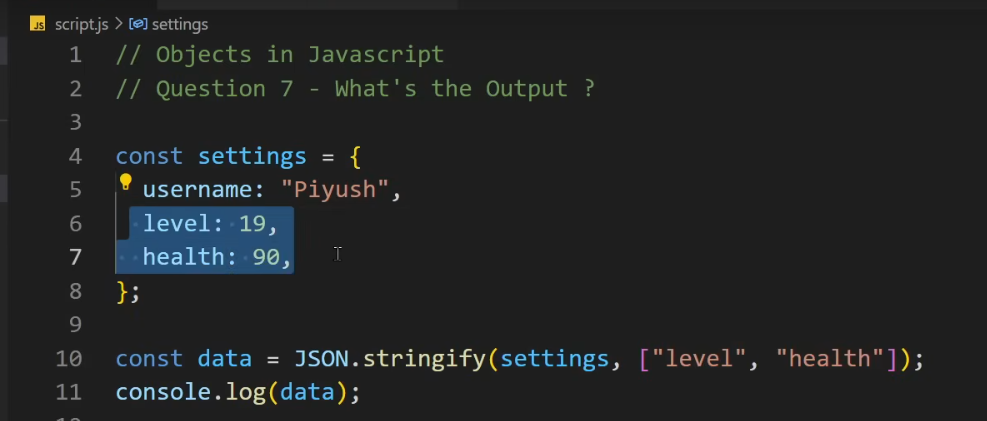 JS script.js > settings
1 // Objects in Javascript
2 // Question 7 - What's the Output ?
3
4 const settings = {
5 username: "Piyush",
6 level: 19,
7 health: 90,
8 };
9
10 const data = JSON.stringify(settings, ["level", "health"]);
11 console.log(data);